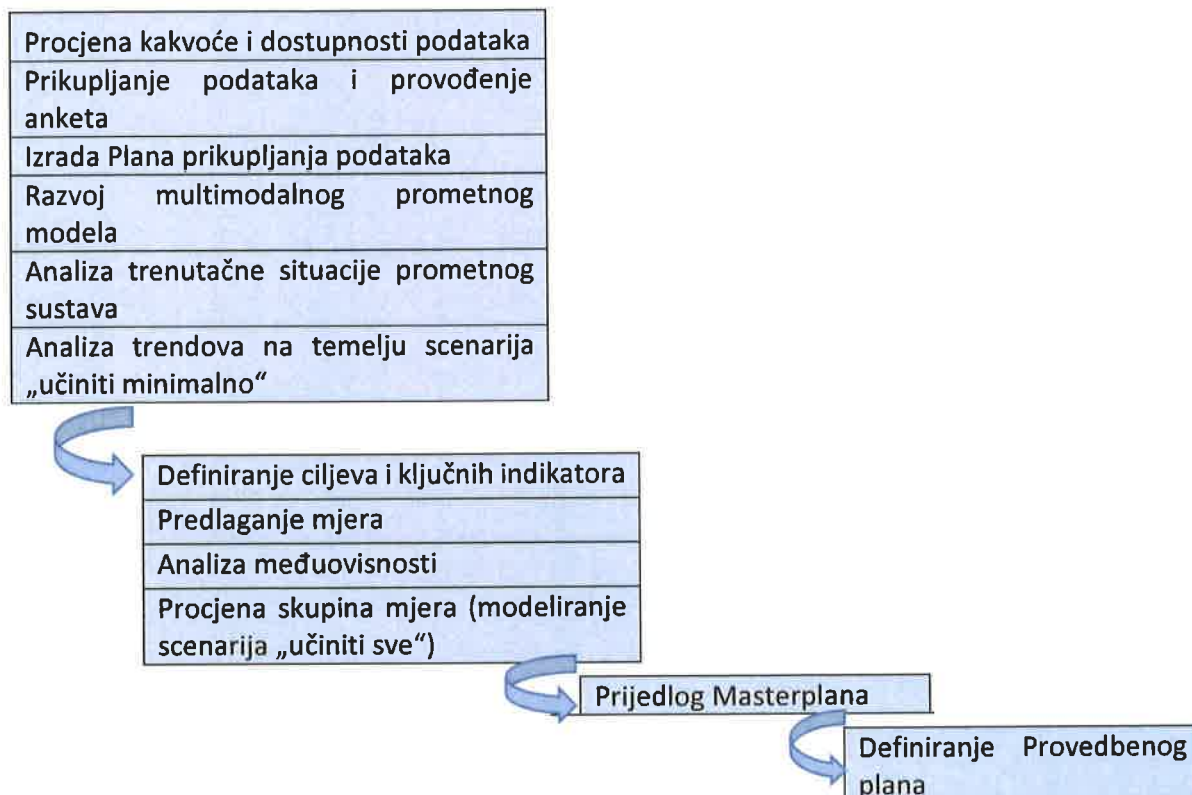 Procjena kakvoće i dostupnosti podataka
Prikupljanje podataka i provođenje
anketa
Izrada Plana prikupljanja podataka
Razvoj multimodalnog prometnog
modela
Analiza trenutačne situacije prometnog
sustava
Analiza trendova na temelju scenarija
„učiniti minimalno“
Definiranje ciljeva i ključnih indikatora
Predlaganje mjera
Analiza međuovisnosti
Procjena skupina mjera (modeliranje
scenarija „učiniti sve“)
Prijedlog Masterplana
Definiranje Provedbenog
plana